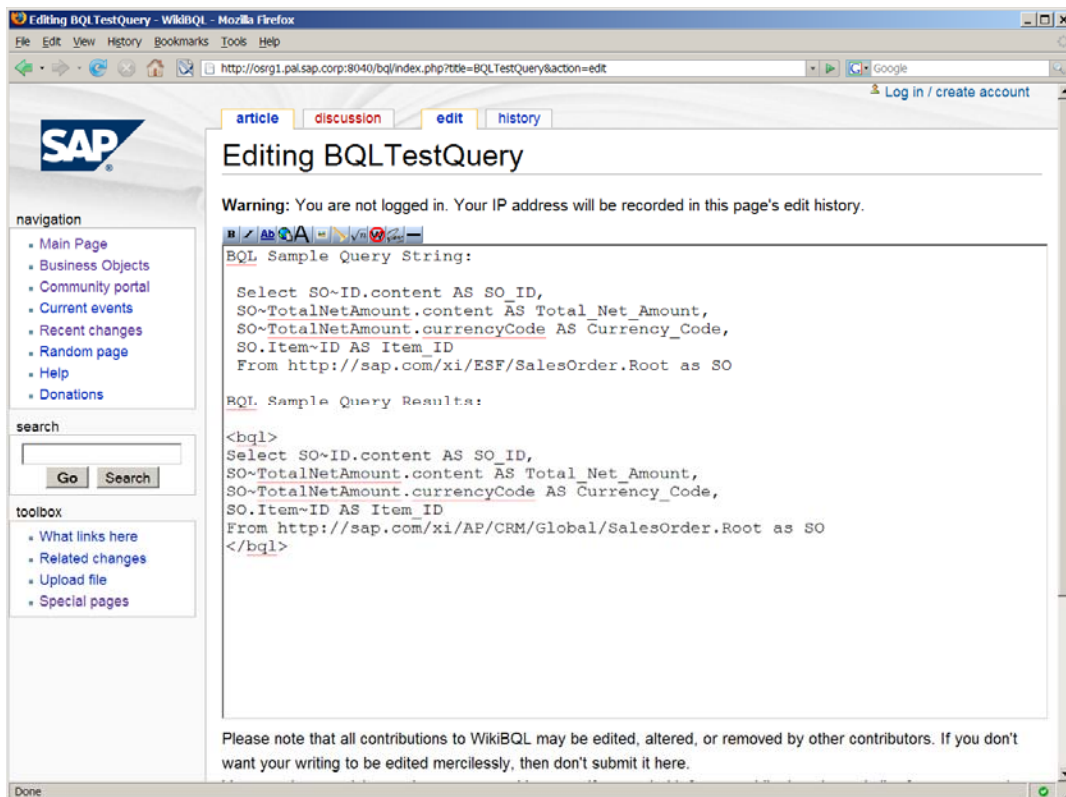 Editing BQLTestQuery - WikiBQL - Mozilla Firefox
File Edit View History Bookmarks Tools Help
http://osrg1.pal.sap.corp:8040/bql/index.php?title=BQLTestQuery&action=edit
Google
Log in / create account
article discussion edit history
SAP
Editing BQLTestQuery
Warning: You are not logged in. Your IP address will be recorded in this page's edit history.
navigation
Main Page
Business Objects
Community portal
Current events
Recent changes
Random page
Help
Donations
search
Go Search
toolbox
What links here
Related changes
Upload file
Special pages
BQL Sample Query String:
Select SO~ID.content AS SO_ID,
SO~TotalNetAmount.content AS Total_Net_Amount,
SO~TotalNetAmount.currencyCode AS Currency_Code,
SO.Item~ID AS Item_ID
From http://sap.com/xi/ESF/SalesOrder.Root as SO
BQL Sample Query Results:
<bql>
Select SO~ID.content AS SO_ID,
SO~TotalNetAmount.content AS Total_Net_Amount,
SO~TotalNetAmount.currencyCode AS Currency_Code,
SO.Item~ID AS Item_ID
From http://sap.com/xi/AP/CRM/Global/SalesOrder.Root as SO
</bql>
Please note that all contributions to WikiBQL may be edited, altered, or removed by other contributors. If you don't
want your writing to be edited mercilessly, then don't submit it here.
Done